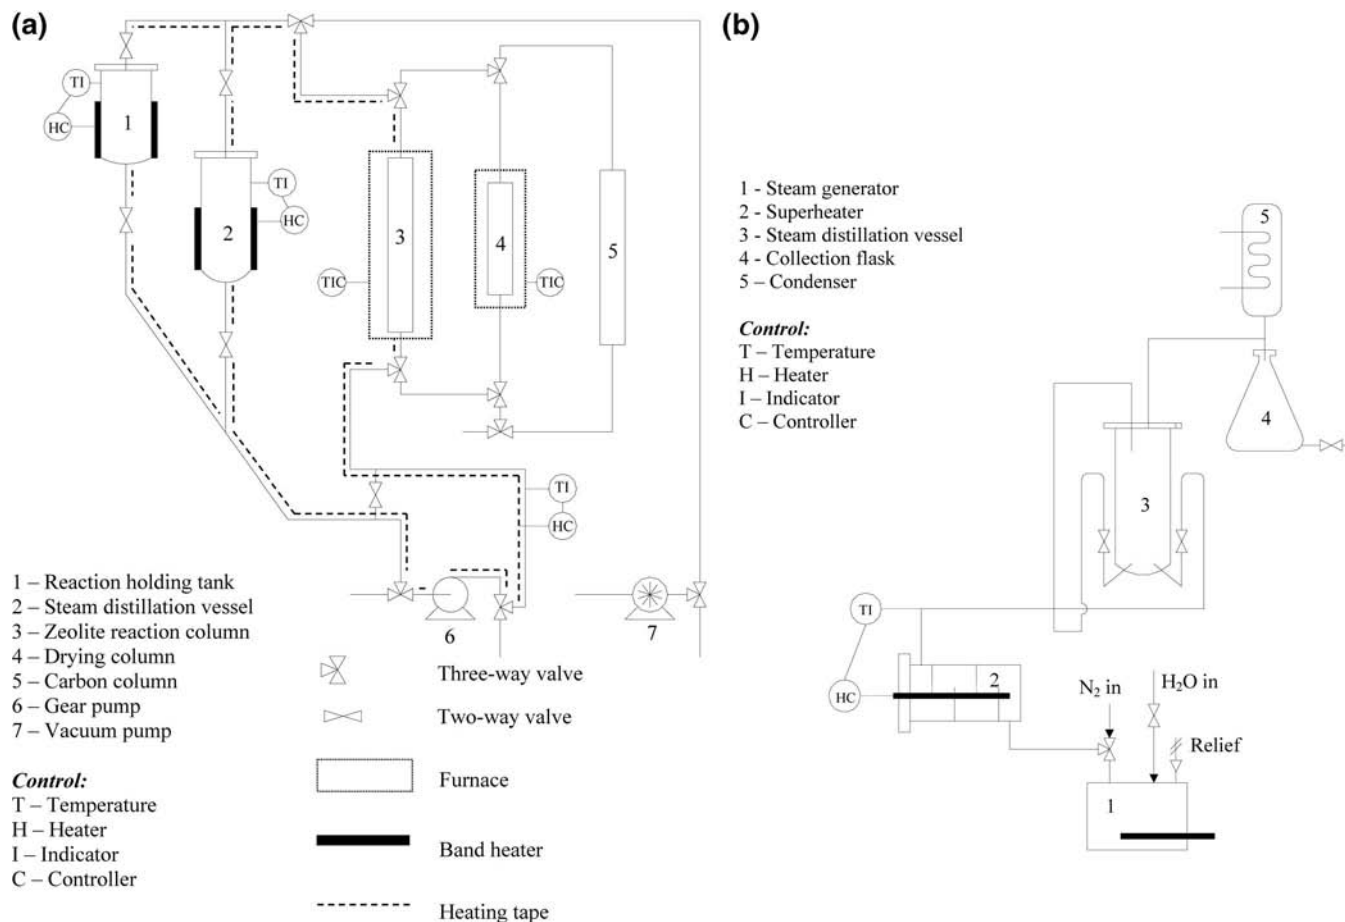 (a)
TI
HC
1
TI
HC
2
3
TIC
4
TIC
5
TI
HC
6
7
1 – Reaction holding tank
2 – Steam distillation vessel
3 – Zeolite reaction column
4 – Drying column
5 – Carbon column
6 – Gear pump
7 – Vacuum pump
Control:
T – Temperature
H – Heater
I – Indicator
C – Controller
Three-way valve
Two-way valve
Furnace
Band heater
Heating tape
(b)
1 - Steam generator
2 - Superheater
3 - Steam distillation vessel
4 - Collection flask
5 – Condenser
Control:
T – Temperature
H – Heater
I – Indicator
C – Controller
5
4
3
TI
HC
2
N₂ in
H₂O in
Relief
1